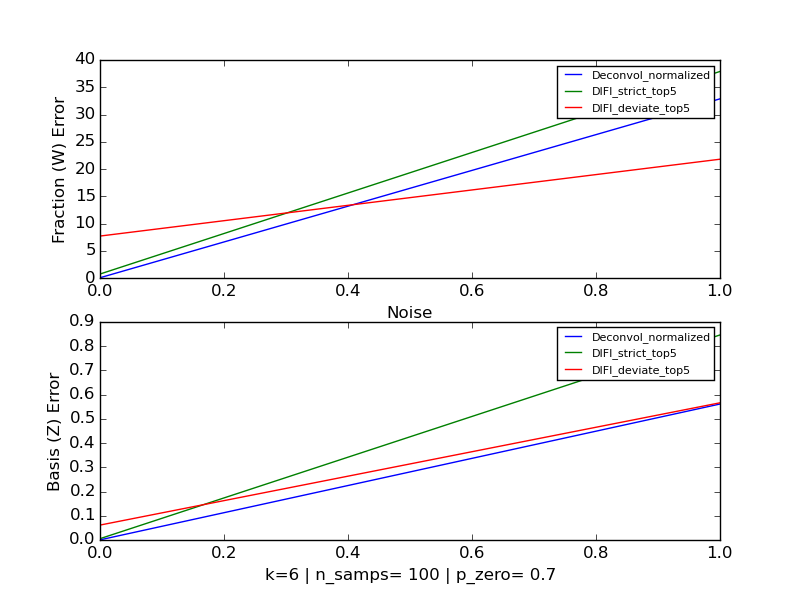 40
35
30
25
20
15
10
5
0
Fraction (W) Error
Deconvol_normalized
DIFI_strict_top5
DIFI_deviate_top5
0.0 0.2 0.4 0.6 0.8 1.0
Noise
0.9
0.8
0.7
0.6
0.5
0.4
0.3
0.2
0.1
0.0
Basis (Z) Error
Deconvol_normalized
DIFI_strict_top5
DIFI_deviate_top5
0.0 0.2 0.4 0.6 0.8 1.0
k=6 | n_samps= 100 | p_zero= 0.7